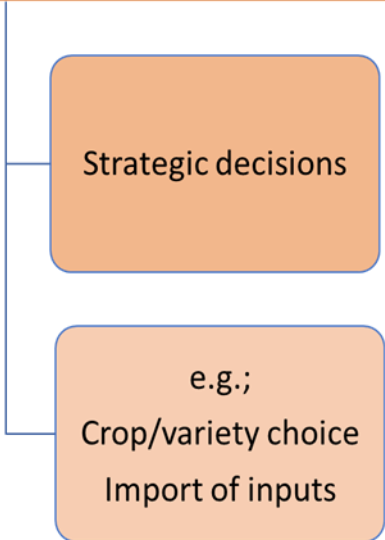 Strategic decisions
e.g.;
Crop/variety choice
Import of inputs